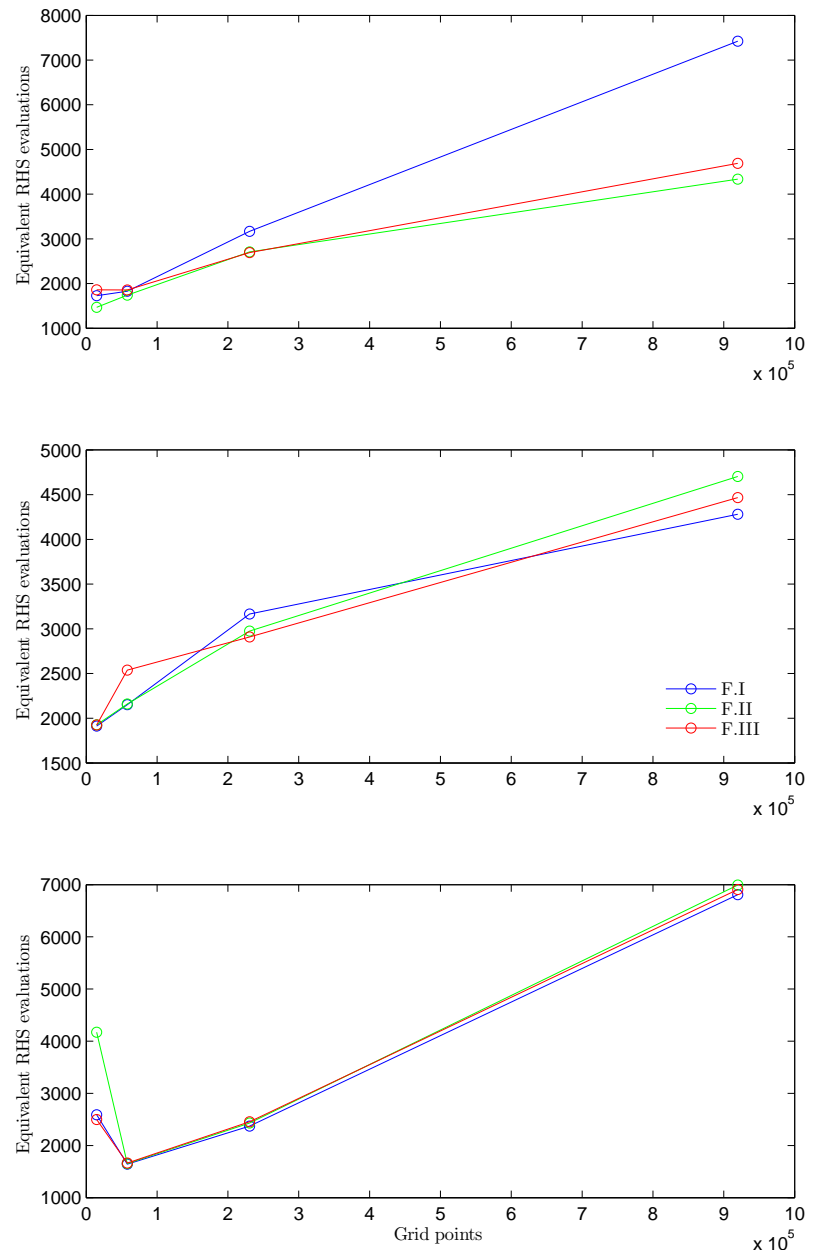 8000
7000
6000
5000
4000
3000
2000
1000
Equivalent RHS evaluations
0 1 2 3 4 5 6 7 8 9 10
x 10^5
5000
4500
4000
3500
3000
2500
2000
1500
Equivalent RHS evaluations
F.I
F.II
F.III
0 1 2 3 4 5 6 7 8 9 10
x 10^5
7000
6000
5000
4000
3000
2000
1000
Equivalent RHS evaluations
0 1 2 3 4 5 6 7 8 9 10
Grid points
x 10^5